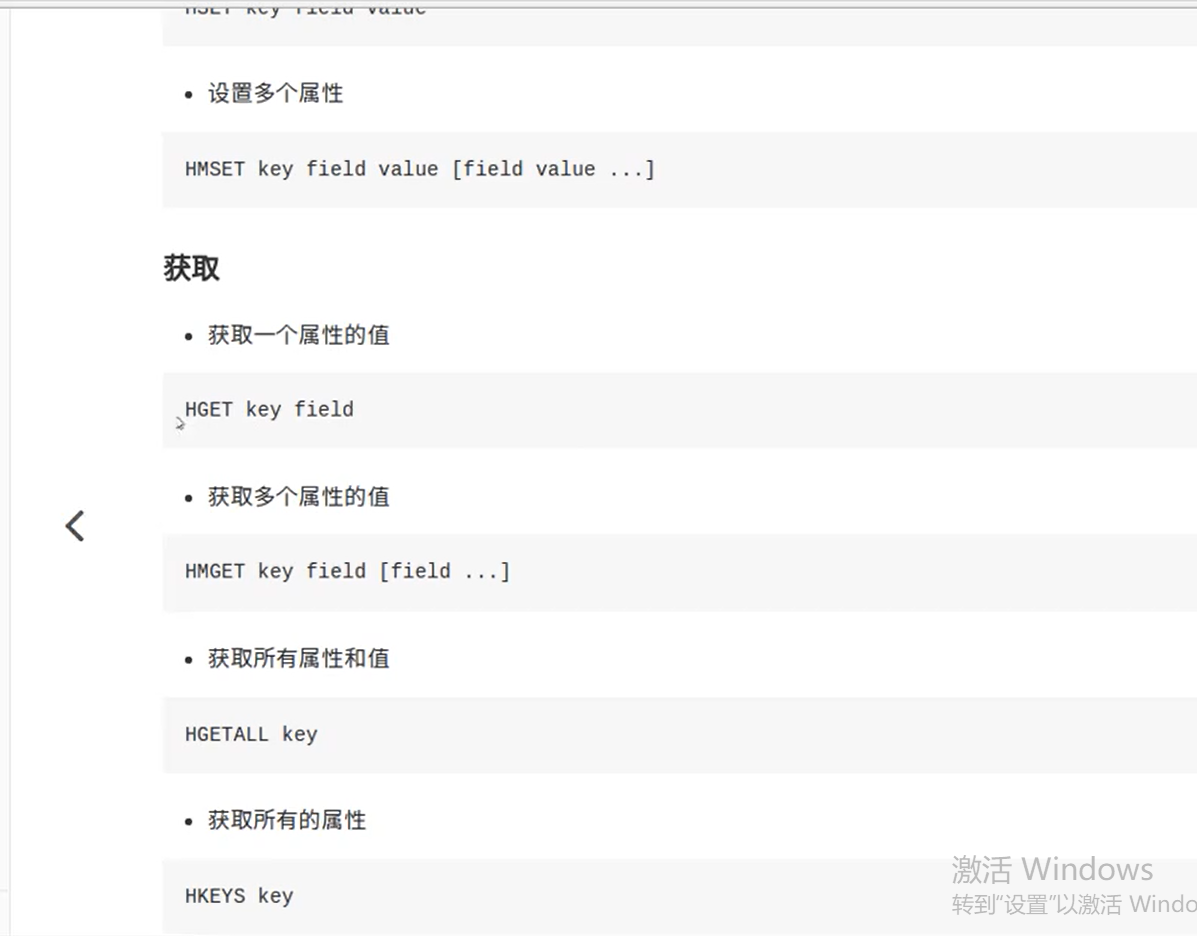 HSET key field value
设置多个属性
HMSET key field value [field value ...]
获取
获取一个属性的值
HGET key field
获取多个属性的值
HMGET key field [field ...]
获取所有属性和值
HGETALL key
获取所有的属性
HKEYS key
激活 Windows
转到“设置”以激活 Windo